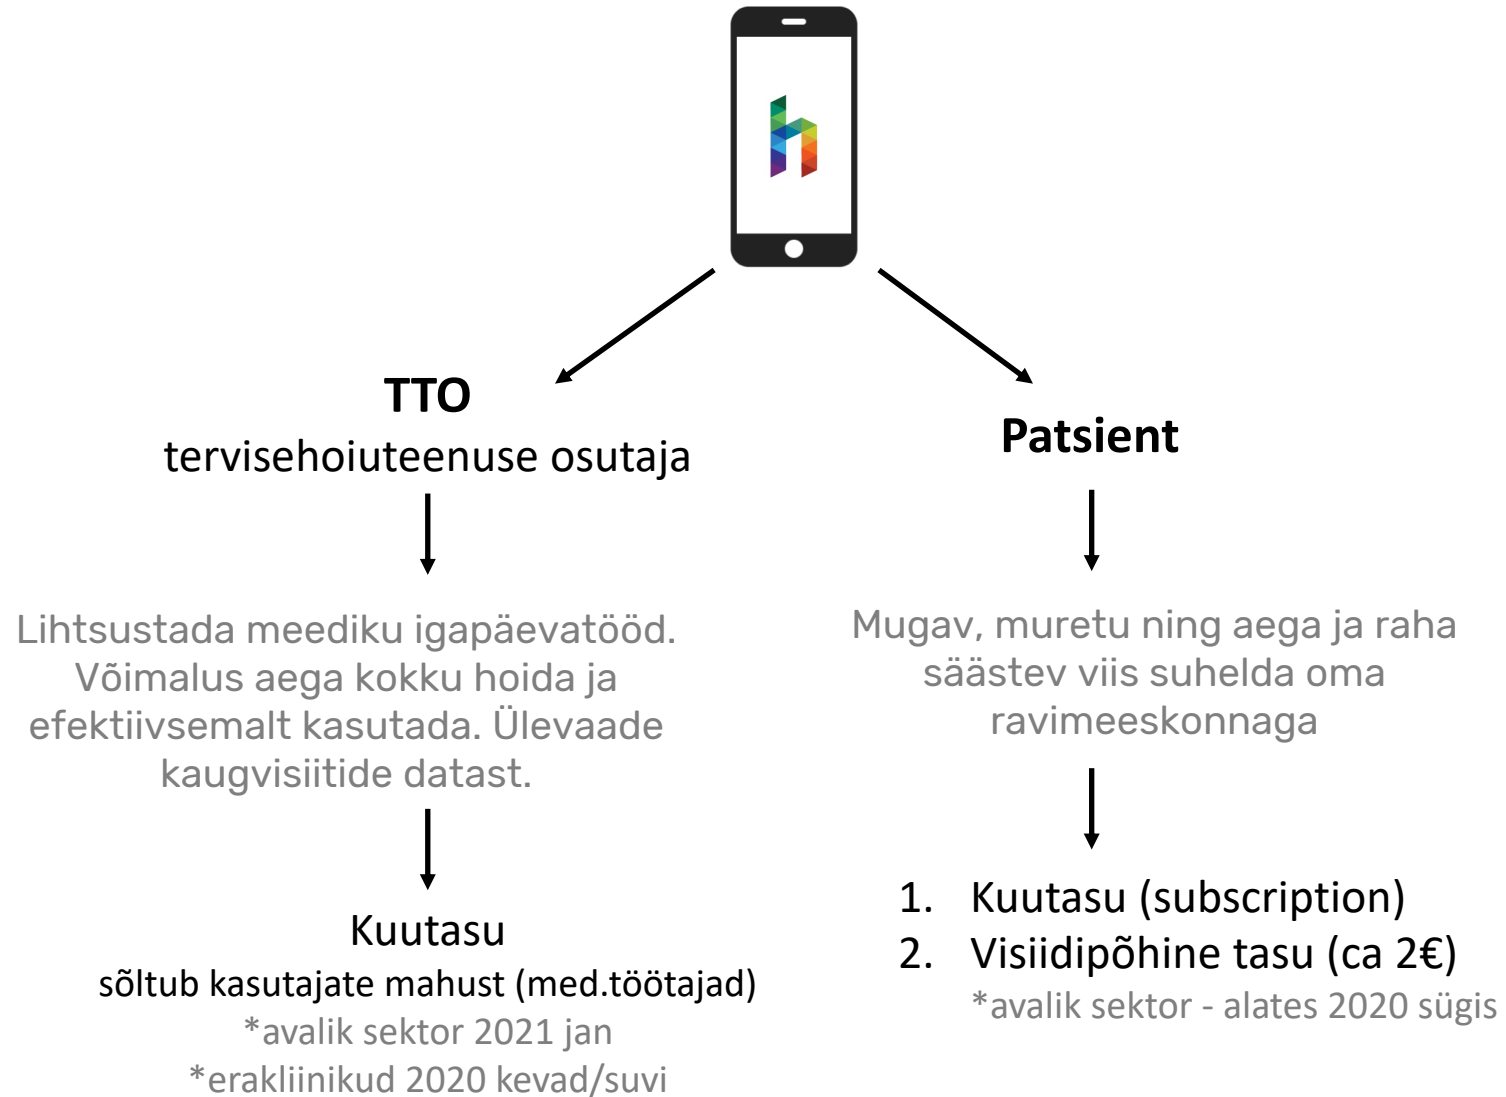 TTO
tervisehoiuteenuse osutaja
Lihtsustada meediku igapäevatööd.
Võimalus aega kokku hoida ja
efektiivsemalt kasutada. Ülevaade
kaugvisiitide datast.
Kuutasu
sõltub kasutajate mahust (med.töötajad)
*avalik sektor 2021 jan
*erakliinikud 2020 kevad/suvi
Patsient
Mugav, muretu ning aega ja raha
säästev viis suhelda oma
ravimeeskonnaga
1. Kuutasu (subscription)
2. Visiidipõhine tasu (ca 2€)
*avalik sektor - alates 2020 sügis